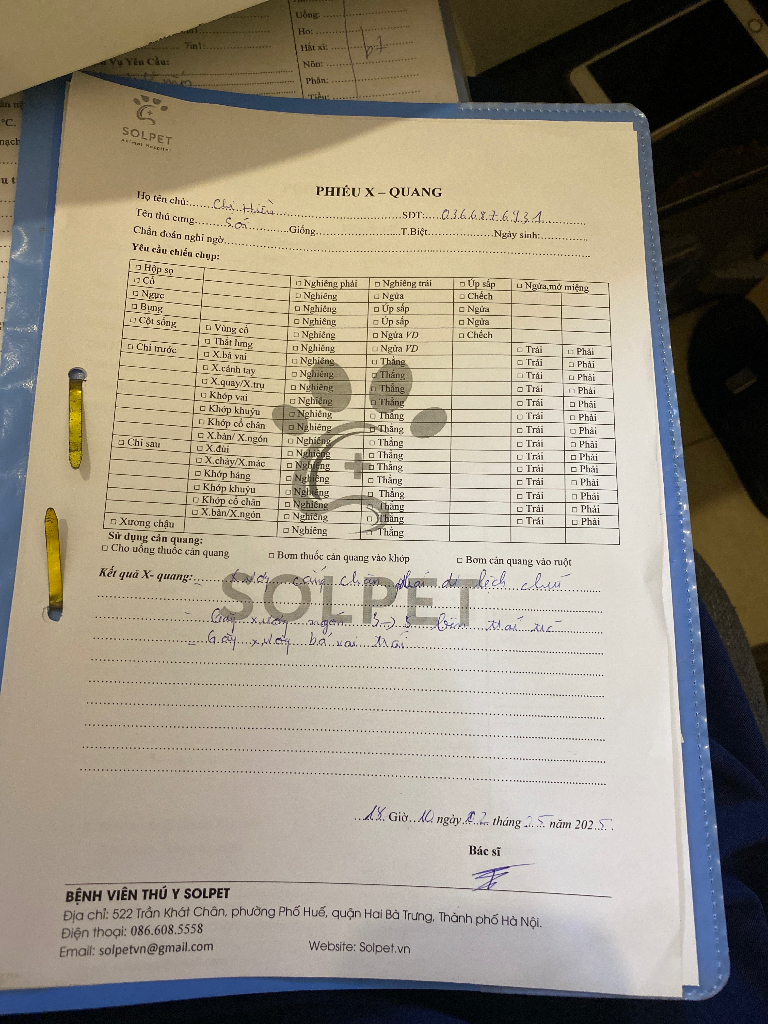 Uống:
7in1
Ho:
Hắt xì:
b7
Vụ Yêu Cầu:
Nôn:
Phân:
Tiểu:
°C.
SOLPET
Animal Hospital
PHIẾU X – QUANG
Họ tên chủ: Chị Hiền SĐT: 0366876931
Tên thú cưng Sói Giống T.Biệt Ngày sinh:
Chẩn đoán nghi ngờ
Yêu cầu chiếu chụp:
□ Hộp sọ
□ Cổ □ Nghiêng phải □ Nghiêng trái □ Úp sấp □ Ngửa,mở miệng
□ Ngực □ Nghiêng □ Ngửa □ Chếch
□ Bụng □ Nghiêng □ Úp sấp □ Ngửa
□ Cột sống □ Vùng cổ □ Nghiêng □ Úp sấp □ Ngửa
□ Thắt lưng □ Nghiêng □ Ngửa VD □ Chếch
□ Chi trước □ X.bả vai □ Nghiêng □ Ngửa VD □ Trái □ Phải
□ X.cánh tay □ Nghiêng □ Thẳng □ Trái □ Phải
□ X.quay/X.trụ □ Nghiêng □ Thẳng □ Trái □ Phải
□ Khớp vai □ Nghiêng □ Thẳng □ Trái □ Phải
□ Khớp khuỷu □ Nghiêng □ Thẳng □ Trái □ Phải
□ Khớp cổ chân □ Nghiêng □ Thẳng □ Trái □ Phải
□ X.bàn/ X.ngón □ Nghiêng □ Thẳng □ Trái □ Phải
□ Chi sau □ X.đùi □ Nghiêng □ Thẳng □ Trái □ Phải
□ X.chày/X.mác □ Nghiêng □ Thẳng □ Trái □ Phải
□ Khớp háng □ Nghiêng □ Thẳng □ Trái □ Phải
□ Khớp khuỷu □ Nghiêng □ Thẳng □ Trái □ Phải
□ Khớp cổ chân □ Nghiêng □ Thẳng □ Trái □ Phải
□ X.bàn/X.ngón □ Nghiêng □ Thẳng □ Trái □ Phải
□ Xương chậu □ Nghiêng □ Thẳng
Sử dụng cản quang:
□ Cho uống thuốc cản quang □ Bơm thuốc cản quang vào khớp □ Bơm cản quang vào ruột
Kết quả X- quang: xương cẳng chân phải di lệch
SOLPET
- Gãy xương ngón 3->5 bên trái
- Gãy xương bả vai trái
18 Giờ 10 ngày 02 tháng 5 năm 2025
Bác sĩ
BỆNH VIỆN THÚ Y SOLPET
Địa chỉ: 522 Trần Khát Chân, phường Phố Huế, quận Hai Bà Trưng, Thành phố Hà Nội.
Điện thoại: 086.608.5558
Email: solpetvn@gmail.com Website: Solpet.vn